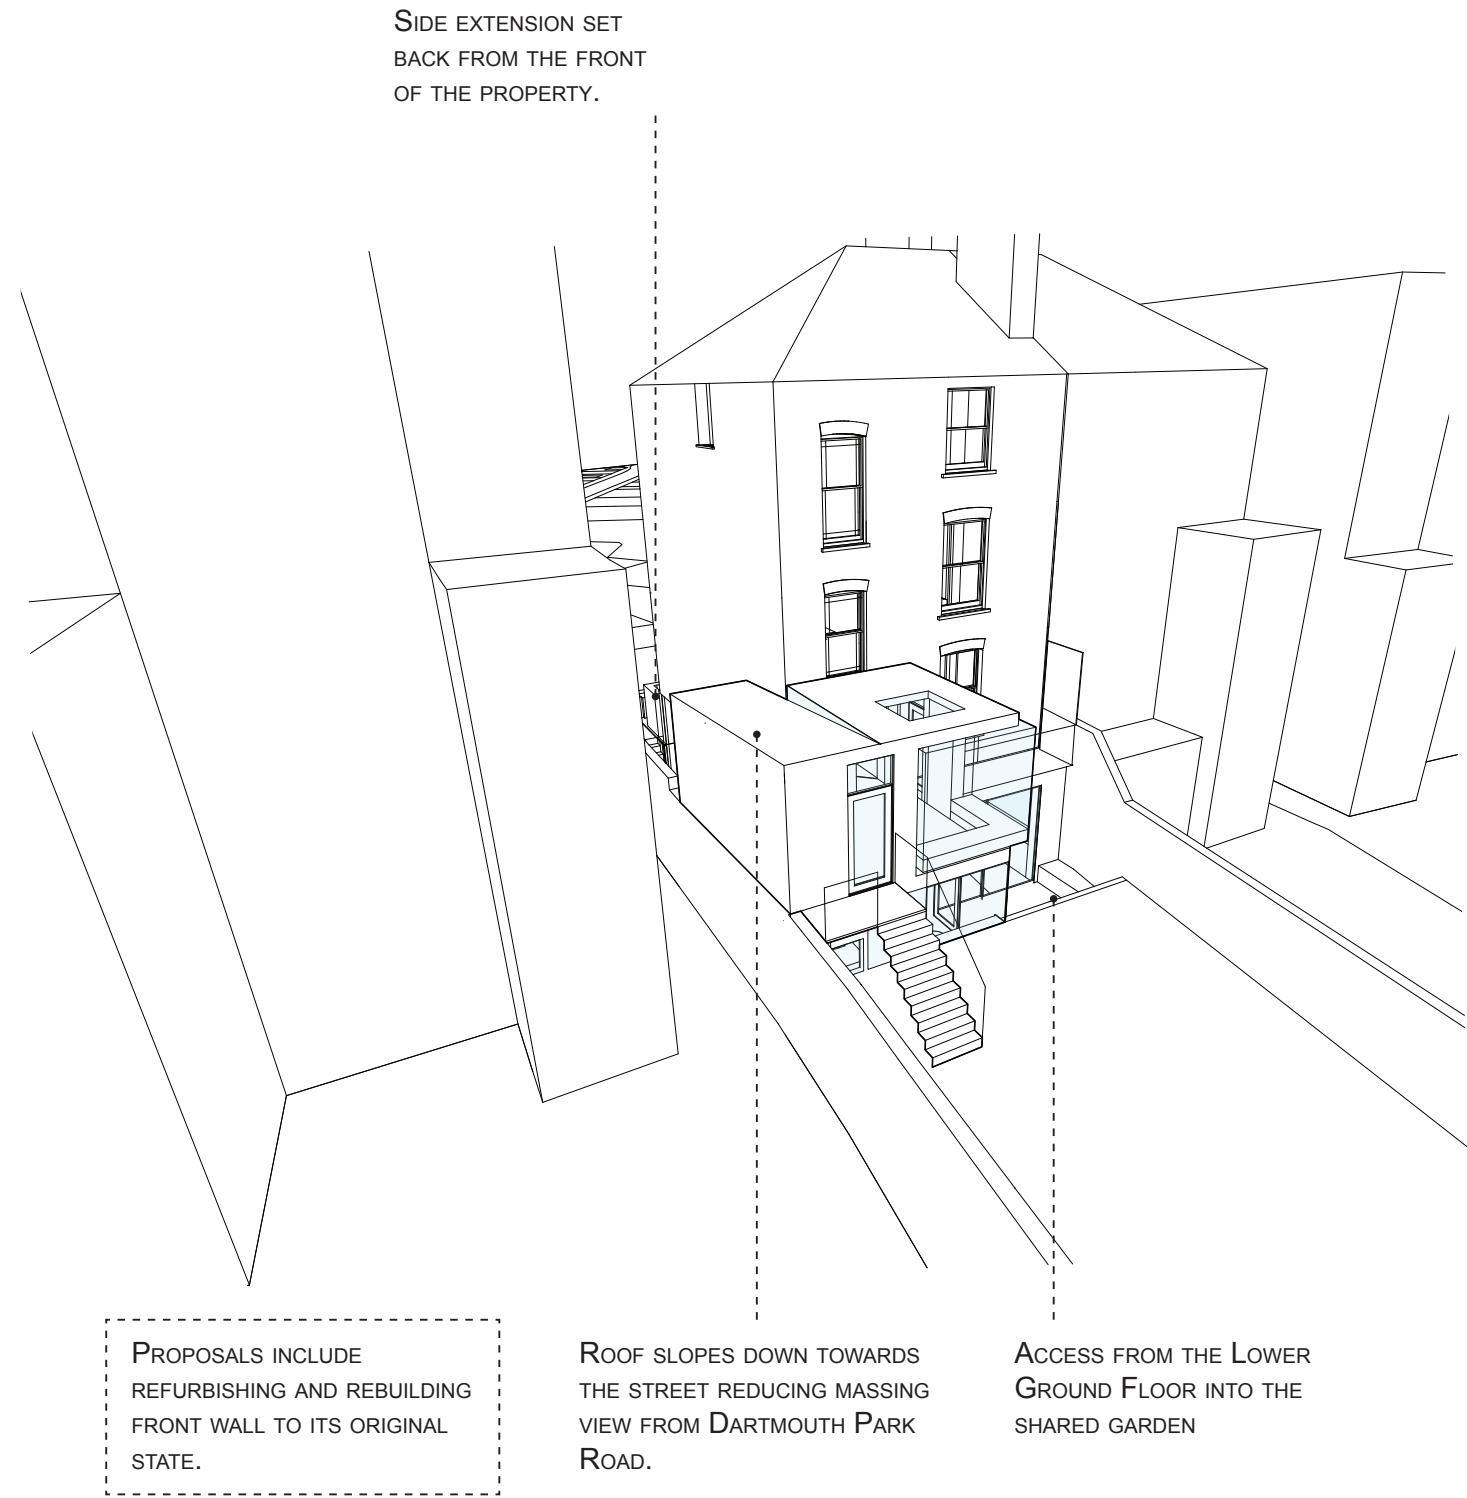 Side extension set
back from the front
of the property.
Proposals include
refurbishing and rebuilding
front wall to its original
state.
Roof slopes down towards
the street reducing massing
view from Dartmouth Park
Road.
Access from the Lower
Ground Floor into the
shared garden